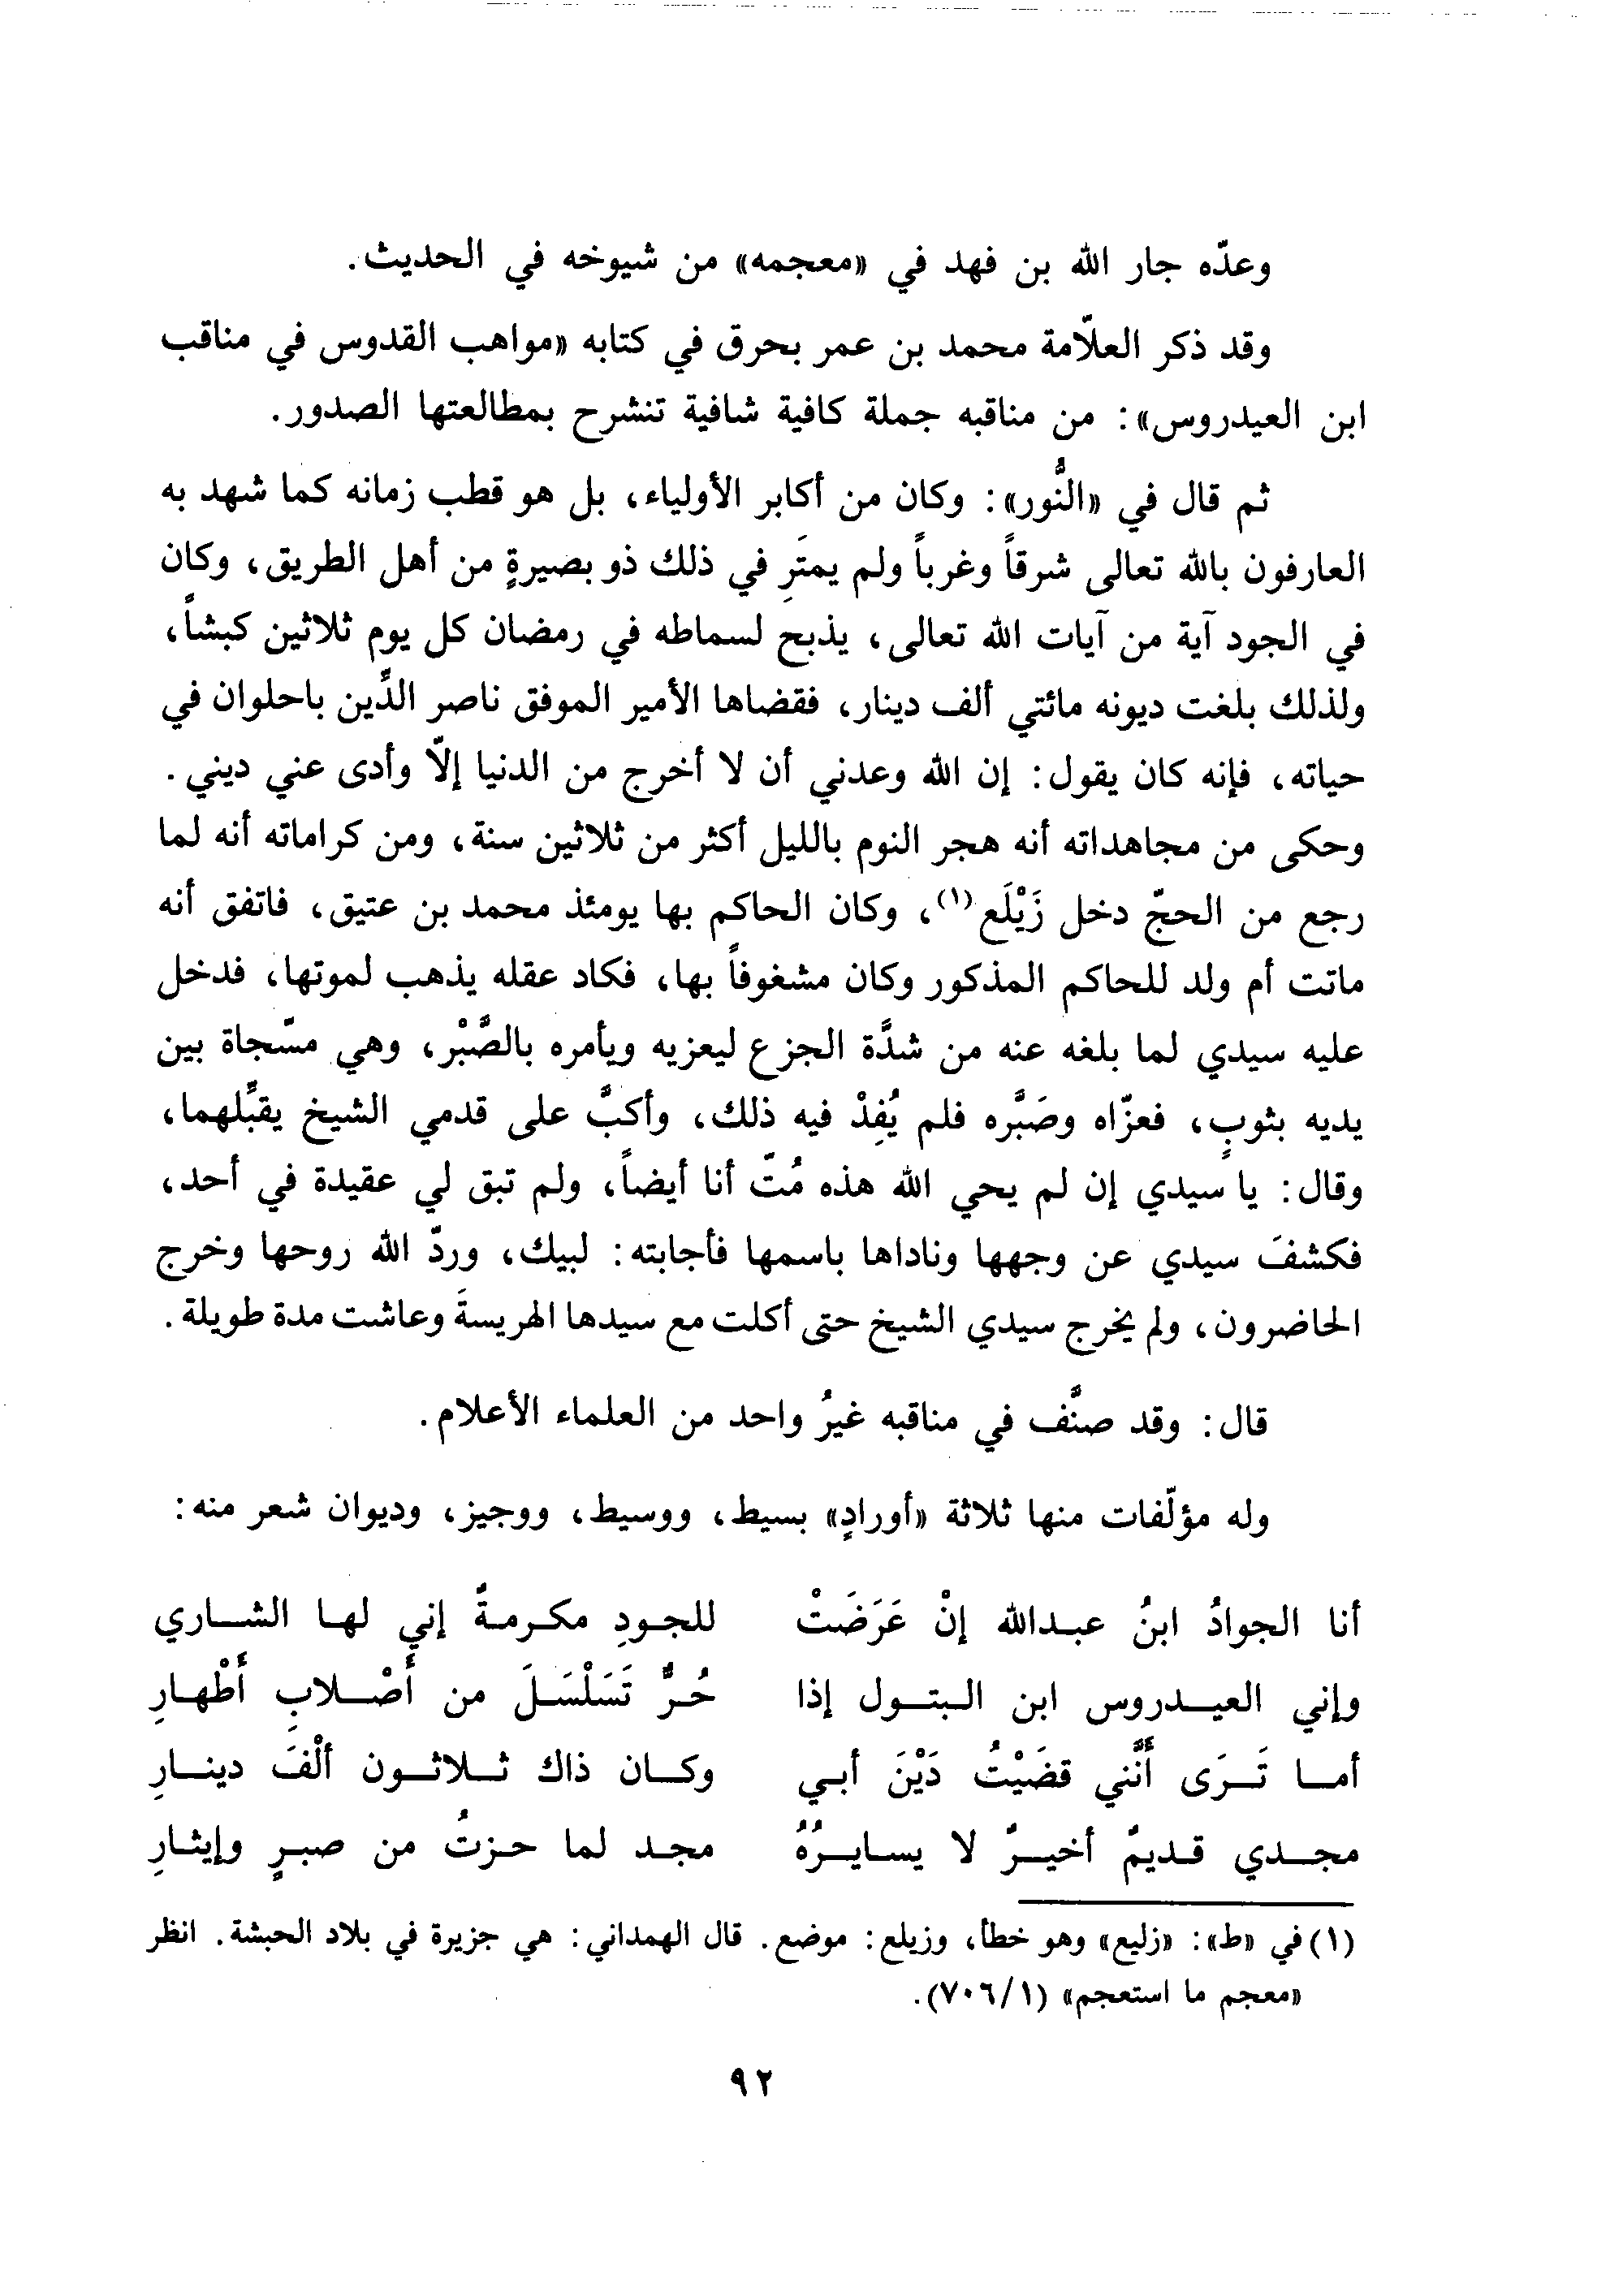 وعدّه جار الله بن فهد في «معجمه» من شيوخه في الحديث.
وقد ذكر العلّامة محمد بن عمر بحرق في كتابه «مواهب القدوس في مناقب
ابن العيدروس»: من مناقبه جملة كافية شافية تنشرح بمطالعتها الصدور.
ثم قال في «النُّور»: وكان من أكابر الأولياء، بل هو قطب زمانه كما شهد به
العارفون بالله تعالى شرقاً وغرباً ولم يمتَرِ في ذلك ذو بصيرةٍ من أهل الطريق، وكان
في الجود آية من آيات الله تعالى، يذبح لسماطه في رمضان كل يوم ثلاثين كبشاً،
ولذلك بلغت ديونه مائتي ألف دينار، فقضاها الأمير الموفق ناصر الدِّين باحلوان في
حياته، فإنه كان يقول: إن الله وعدني أن لا أخرج من الدنيا إلّا وأدى عني ديني.
وحكى من مجاهداته أنه هجر النوم بالليل أكثر من ثلاثين سنة، ومن كراماته أنه لما
رجع من الحجّ دخل زَيْلَع(١)، وكان الحاكم بها يومئذ محمد بن عتيق، فاتفق أنه
ماتت أم ولد للحاكم المذكور وكان مشغوفاً بها، فكاد عقله يذهب لموتها، فدخل
عليه سيدي لما بلغه عنه من شدَّة الجزع ليعزيه ويأمره بالصَّبْر، وهي مسّجاة بين
يديه بثوبٍ، فعزّاه وصَبَّره فلم يُفِدْ فيه ذلك، وأكبَّ على قدمي الشيخ يقبِّلهما،
وقال: يا سيدي إن لم يحي الله هذه مُتّ أنا أيضاً، ولم تبق لي عقيدة في أحد،
فكشفَ سيدي عن وجهها وناداها باسمها فأجابته: لبيك، وردّ الله روحها وخرج
الحاضرون، ولم يخرج سيدي الشيخ حتى أكلت مع سيدها الهريسةَ وعاشت مدة طويلة.
قال: وقد صنَّف في مناقبه غيرُ واحد من العلماء الأعلام.
وله مؤلّفات منها ثلاثة «أورادٍ» بسيط، ووسيط، ووجيز، وديوان شعر منه:
أنا الجوادُ ابنُ عبدالله إنْ عَرَضَتْ للجودِ مكرمةٌ إني لها الشاري
وإني العيدروس ابن البتول إذا حُرٌّ تَسَلْسَلَ من أَصْلابِ أَطْهارِ
أما تَرَى أَنَّني قضَيْتُ دَيْنَ أبي وكان ذاك ثلاثون ألْفَ دينارِ
مجدي قديمٌ أخيرٌ لا يسايرُهُ مجد لما حزتُ من صبرٍ وإيثارِ
(١) في «ط»: «زليع» وهو خطأ، وزيلع: موضع. قال الهمداني: هي جزيرة في بلاد الحبشة. انظر
«معجم ما استعجم» (٧٠٦/١).
٩٢